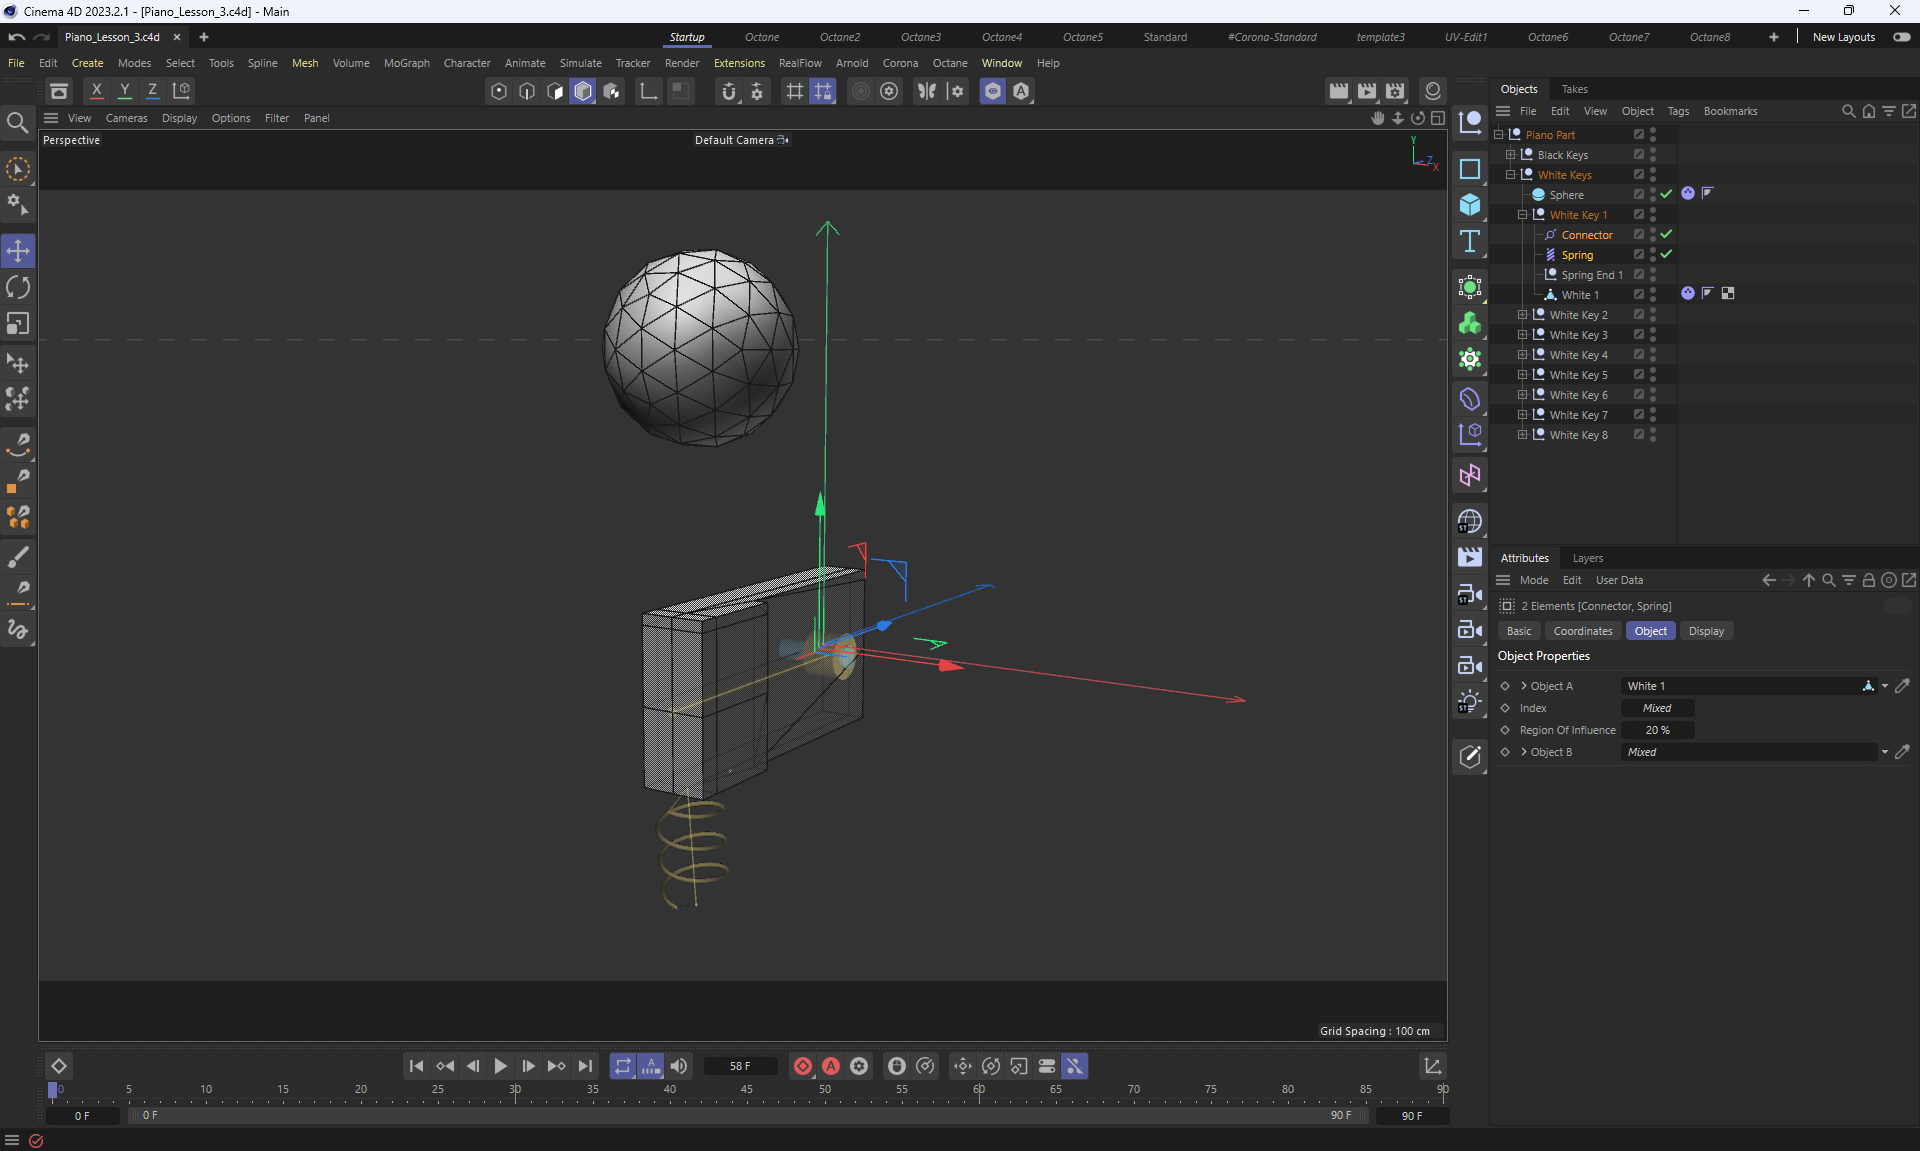 Cinema 4D 2023.2.1 - [Piano_Lesson_3.c4d] - Main
Piano_Lesson_3.c4d
Startup Octane Octane2 Octane3 Octane4 Octane5 Standard #Corona-Standard template3 UV-Edit1 Octane6 Octane7 Octane8 New Layouts
File Edit Create Modes Select Tools Spline Mesh Volume MoGraph Character Animate Simulate Tracker Render Extensions RealFlow Arnold Corona Octane Window Help
X Y Z
Objects Takes
View Cameras Display Options Filter Panel
File Edit View Object Tags Bookmarks
Perspective
Default Camera
Y
Z
X
Piano Part
Black Keys
White Keys
Sphere
White Key 1
Connector
Spring
Spring End 1
White 1
White Key 2
White Key 3
White Key 4
White Key 5
White Key 6
White Key 7
White Key 8
ST
ST
ST
Attributes Layers
Mode Edit User Data
2 Elements [Connector, Spring]
Basic Coordinates Object Display
Object Properties
Object A White 1
Index Mixed
Region Of Influence 20 %
Object B Mixed
Grid Spacing : 100 cm
A
58 F
A
0 5 10 15 20 25 30 35 40 45 50 55 60 65 70 75 80 85 90
0 F 0 F 90 F 90 F